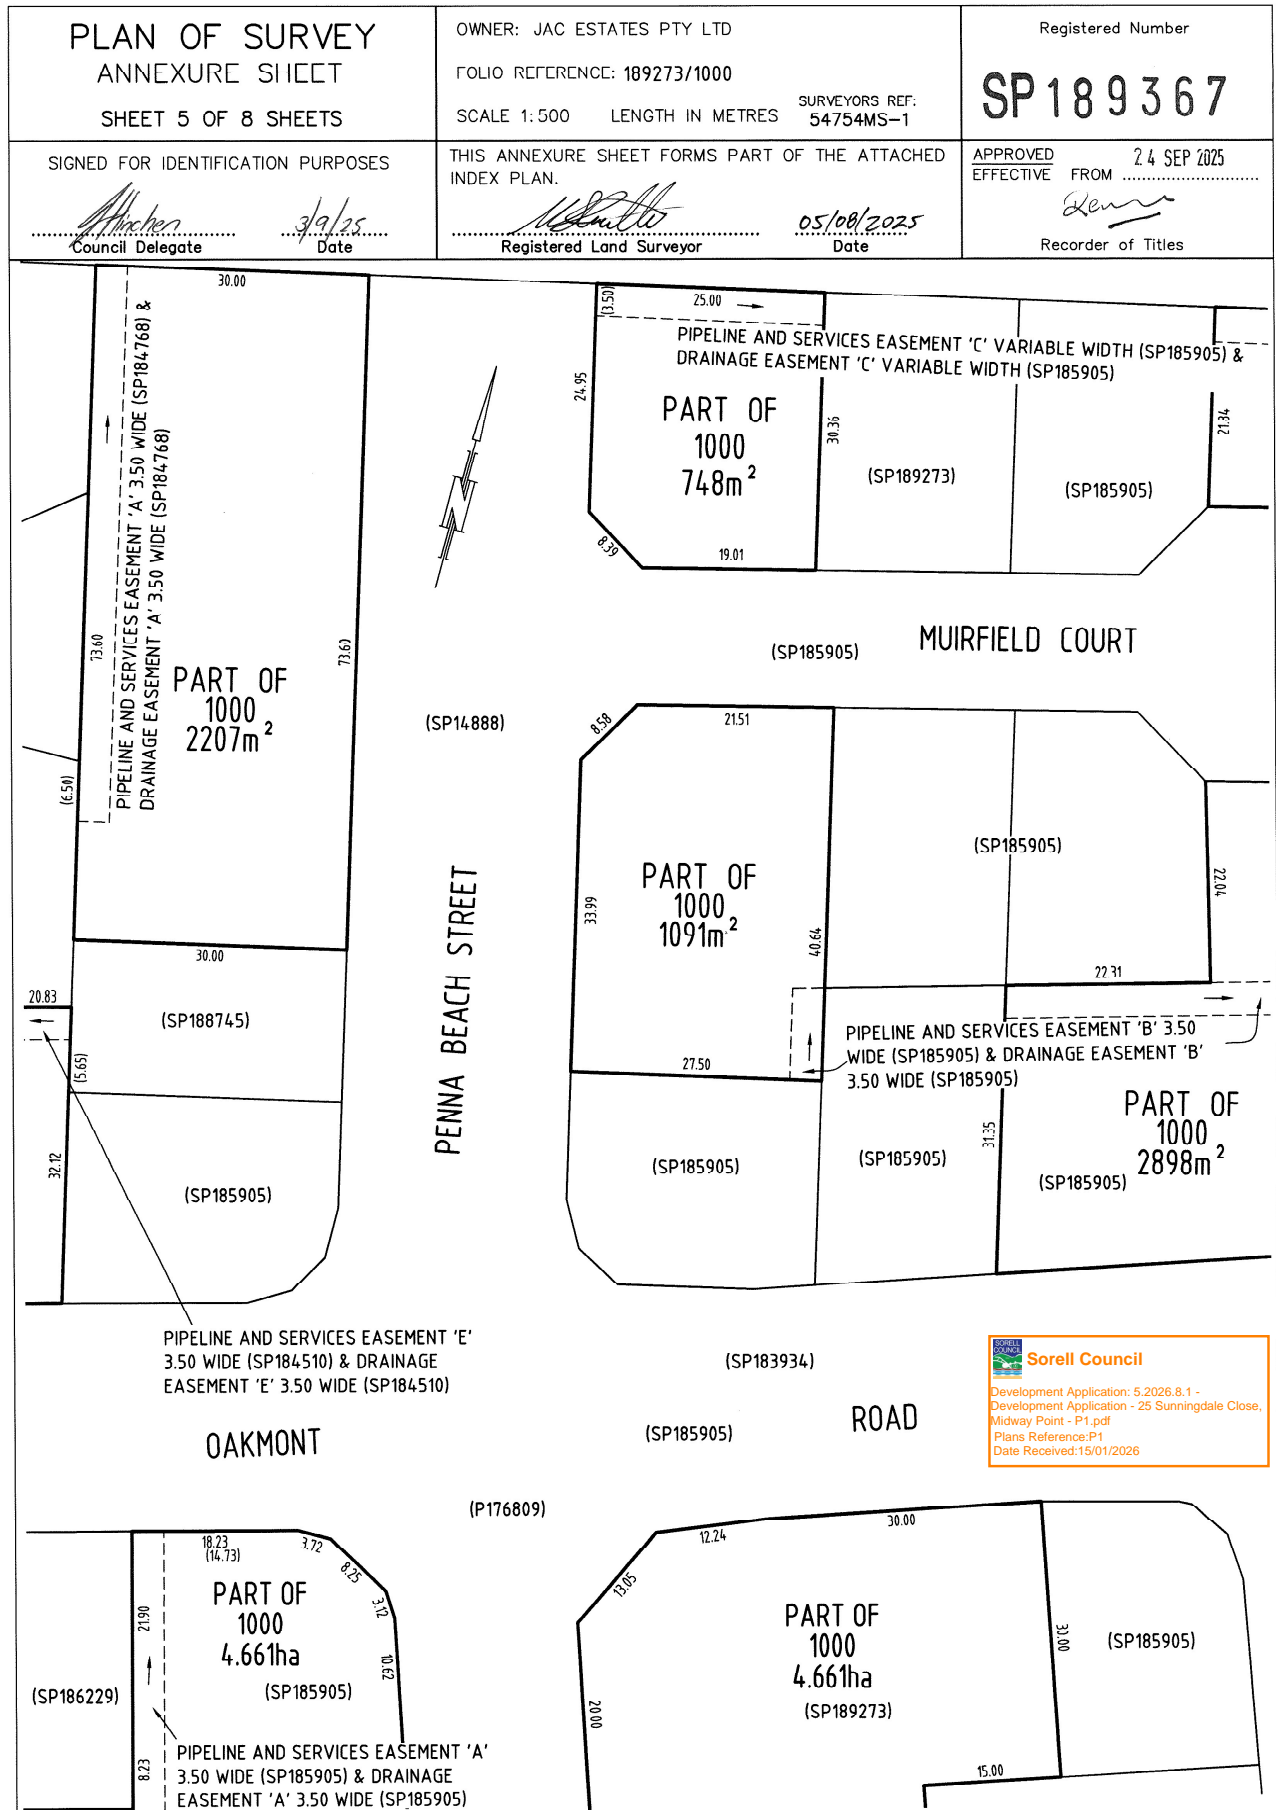 PLAN OF SURVEY
ANNEXURE SHEET
SHEET 5 OF 8 SHEETS
OWNER: JAC ESTATES PTY LTD
FOLIO REFERENCE: 189273/1000
SCALE 1:500 LENGTH IN METRES
SURVEYORS REF:
54754MS-1
Registered Number
SP189367
SIGNED FOR IDENTIFICATION PURPOSES
3/9/25
Council Delegate Date
THIS ANNEXURE SHEET FORMS PART OF THE ATTACHED
INDEX PLAN.
05/08/2025
Registered Land Surveyor Date
APPROVED
EFFECTIVE FROM 24 SEP 2025
Recorder of Titles
30.00
PIPELINE AND SERVICES EASEMENT 'A' 3.50 WIDE (SP184768) &
DRAINAGE EASEMENT 'A' 3.50 WIDE (SP184768)
73.60
73.60
(6.50)
PART OF
1000
2207m²
30.00
(3.50)
25.00
PIPELINE AND SERVICES EASEMENT 'C' VARIABLE WIDTH (SP185905) &
DRAINAGE EASEMENT 'C' VARIABLE WIDTH (SP185905)
24.95
PART OF
1000
748m²
30.36
8.39
19.01
(SP189273)
(SP185905)
21.34
MUIRFIELD COURT
(SP185905)
(SP14888)
8.58
21.51
33.99
PART OF
1000
1091m²
40.64
27.50
(SP185905)
22.04
22.31
PENNA BEACH STREET
20.83
(SP188745)
(5.65)
32.12
(SP185905)
PIPELINE AND SERVICES EASEMENT 'B' 3.50
WIDE (SP185905) & DRAINAGE EASEMENT 'B'
3.50 WIDE (SP185905)
31.35
PART OF
1000
2898m²
(SP185905)
(SP185905)
(SP185905)
PIPELINE AND SERVICES EASEMENT 'E'
3.50 WIDE (SP184510) & DRAINAGE
EASEMENT 'E' 3.50 WIDE (SP184510)
(SP183934)
SORELL
COUNCIL
Sorell Council
Development Application: 5.2026.8.1 -
Development Application - 25 Sunningdale Close,
Midway Point - P1.pdf
Plans Reference:P1
Date Received:15/01/2026
OAKMONT
(SP185905)
ROAD
(P176809)
18.23
(14.73)
3.72
8.25
3.12
10.62
21.90
8.23
PART OF
1000
4.661ha
(SP185905)
(SP186229)
PIPELINE AND SERVICES EASEMENT 'A'
3.50 WIDE (SP185905) & DRAINAGE
EASEMENT 'A' 3.50 WIDE (SP185905)
12.24
30.00
13.05
PART OF
1000
4.661ha
(SP189273)
20.00
30.00
15.00
(SP185905)